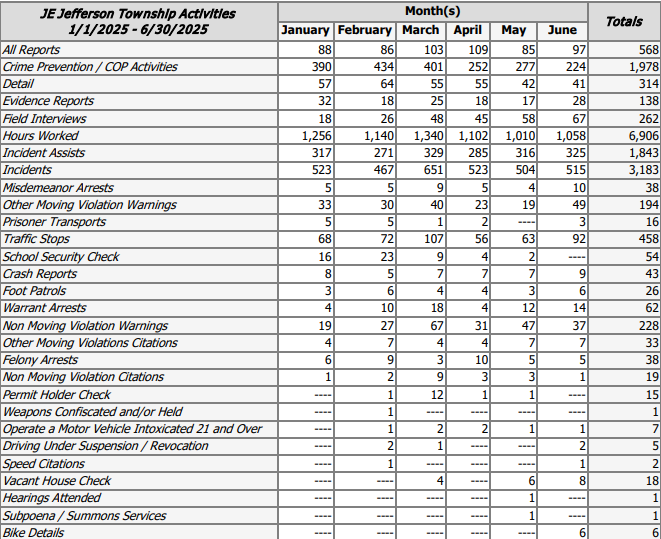 JE Jefferson Township Activities Month(s) Totals
1/1/2025 - 6/30/2025 January February March April May June
All Reports 88 86 103 109 85 97 568
Crime Prevention / COP Activities 390 434 401 252 277 224 1,978
Detail 57 64 55 55 42 41 314
Evidence Reports 32 18 25 18 17 28 138
Field Interviews 18 26 48 45 58 67 262
Hours Worked 1,256 1,140 1,340 1,102 1,010 1,058 6,906
Incident Assists 317 271 329 285 316 325 1,843
Incidents 523 467 651 523 504 515 3,183
Misdemeanor Arrests 5 5 9 5 4 10 38
Other Moving Violation Warnings 33 30 40 23 19 49 194
Prisoner Transports 5 5 1 2 ---- 3 16
Traffic Stops 68 72 107 56 63 92 458
School Security Check 16 23 9 4 2 ---- 54
Crash Reports 8 5 7 7 7 9 43
Foot Patrols 3 6 4 4 3 6 26
Warrant Arrests 4 10 18 4 12 14 62
Non Moving Violation Warnings 19 27 67 31 47 37 228
Other Moving Violations Citations 4 7 4 4 7 7 33
Felony Arrests 6 9 3 10 5 5 38
Non Moving Violation Citations 1 2 9 3 3 1 19
Permit Holder Check ---- 1 12 1 1 ---- 15
Weapons Confiscated and/or Held ---- 1 ---- ---- ---- ---- 1
Operate a Motor Vehicle Intoxicated 21 and Over ---- 1 2 2 1 1 7
Driving Under Suspension / Revocation ---- 2 1 ---- ---- 2 5
Speed Citations ---- 1 ---- ---- ---- 1 2
Vacant House Check ---- ---- 4 ---- 6 8 18
Hearings Attended ---- ---- ---- ---- 1 ---- 1
Subpoena / Summons Services ---- ---- ---- ---- 1 ---- 1
Bike Details ---- ---- ---- ---- ---- 6 6